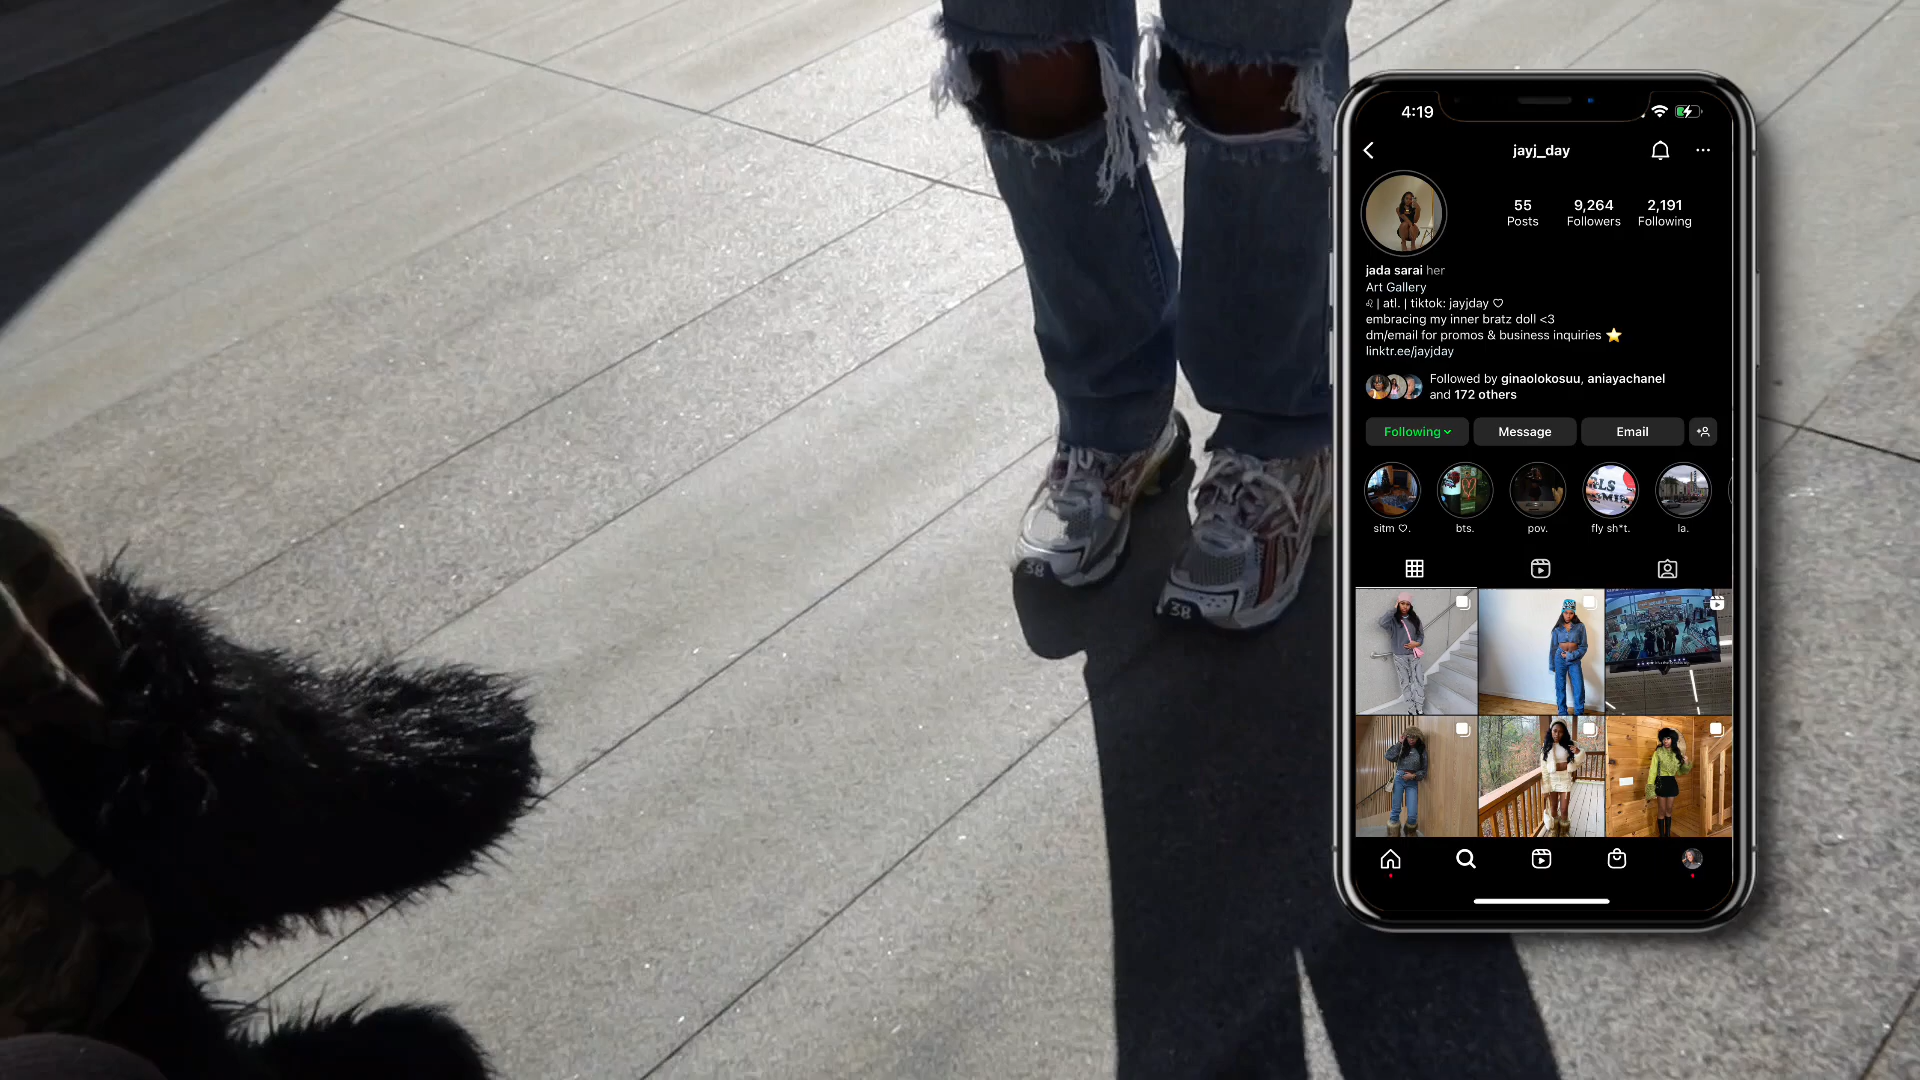 4:19
jayj_day
55
Posts
9,264
Followers
2,191
Following
jada sarai her
Art Gallery
♌︎ | atl. | tiktok: jayjday ♡
embracing my inner bratz doll <3
dm/email for promos & business inquiries ⭐
linktr.ee/jayjday
Followed by ginaolokosuu, aniayachanel
and 172 others
Following
Message
Email
sitm ♡.
bts.
pov.
fly sh*t.
la.
38
38